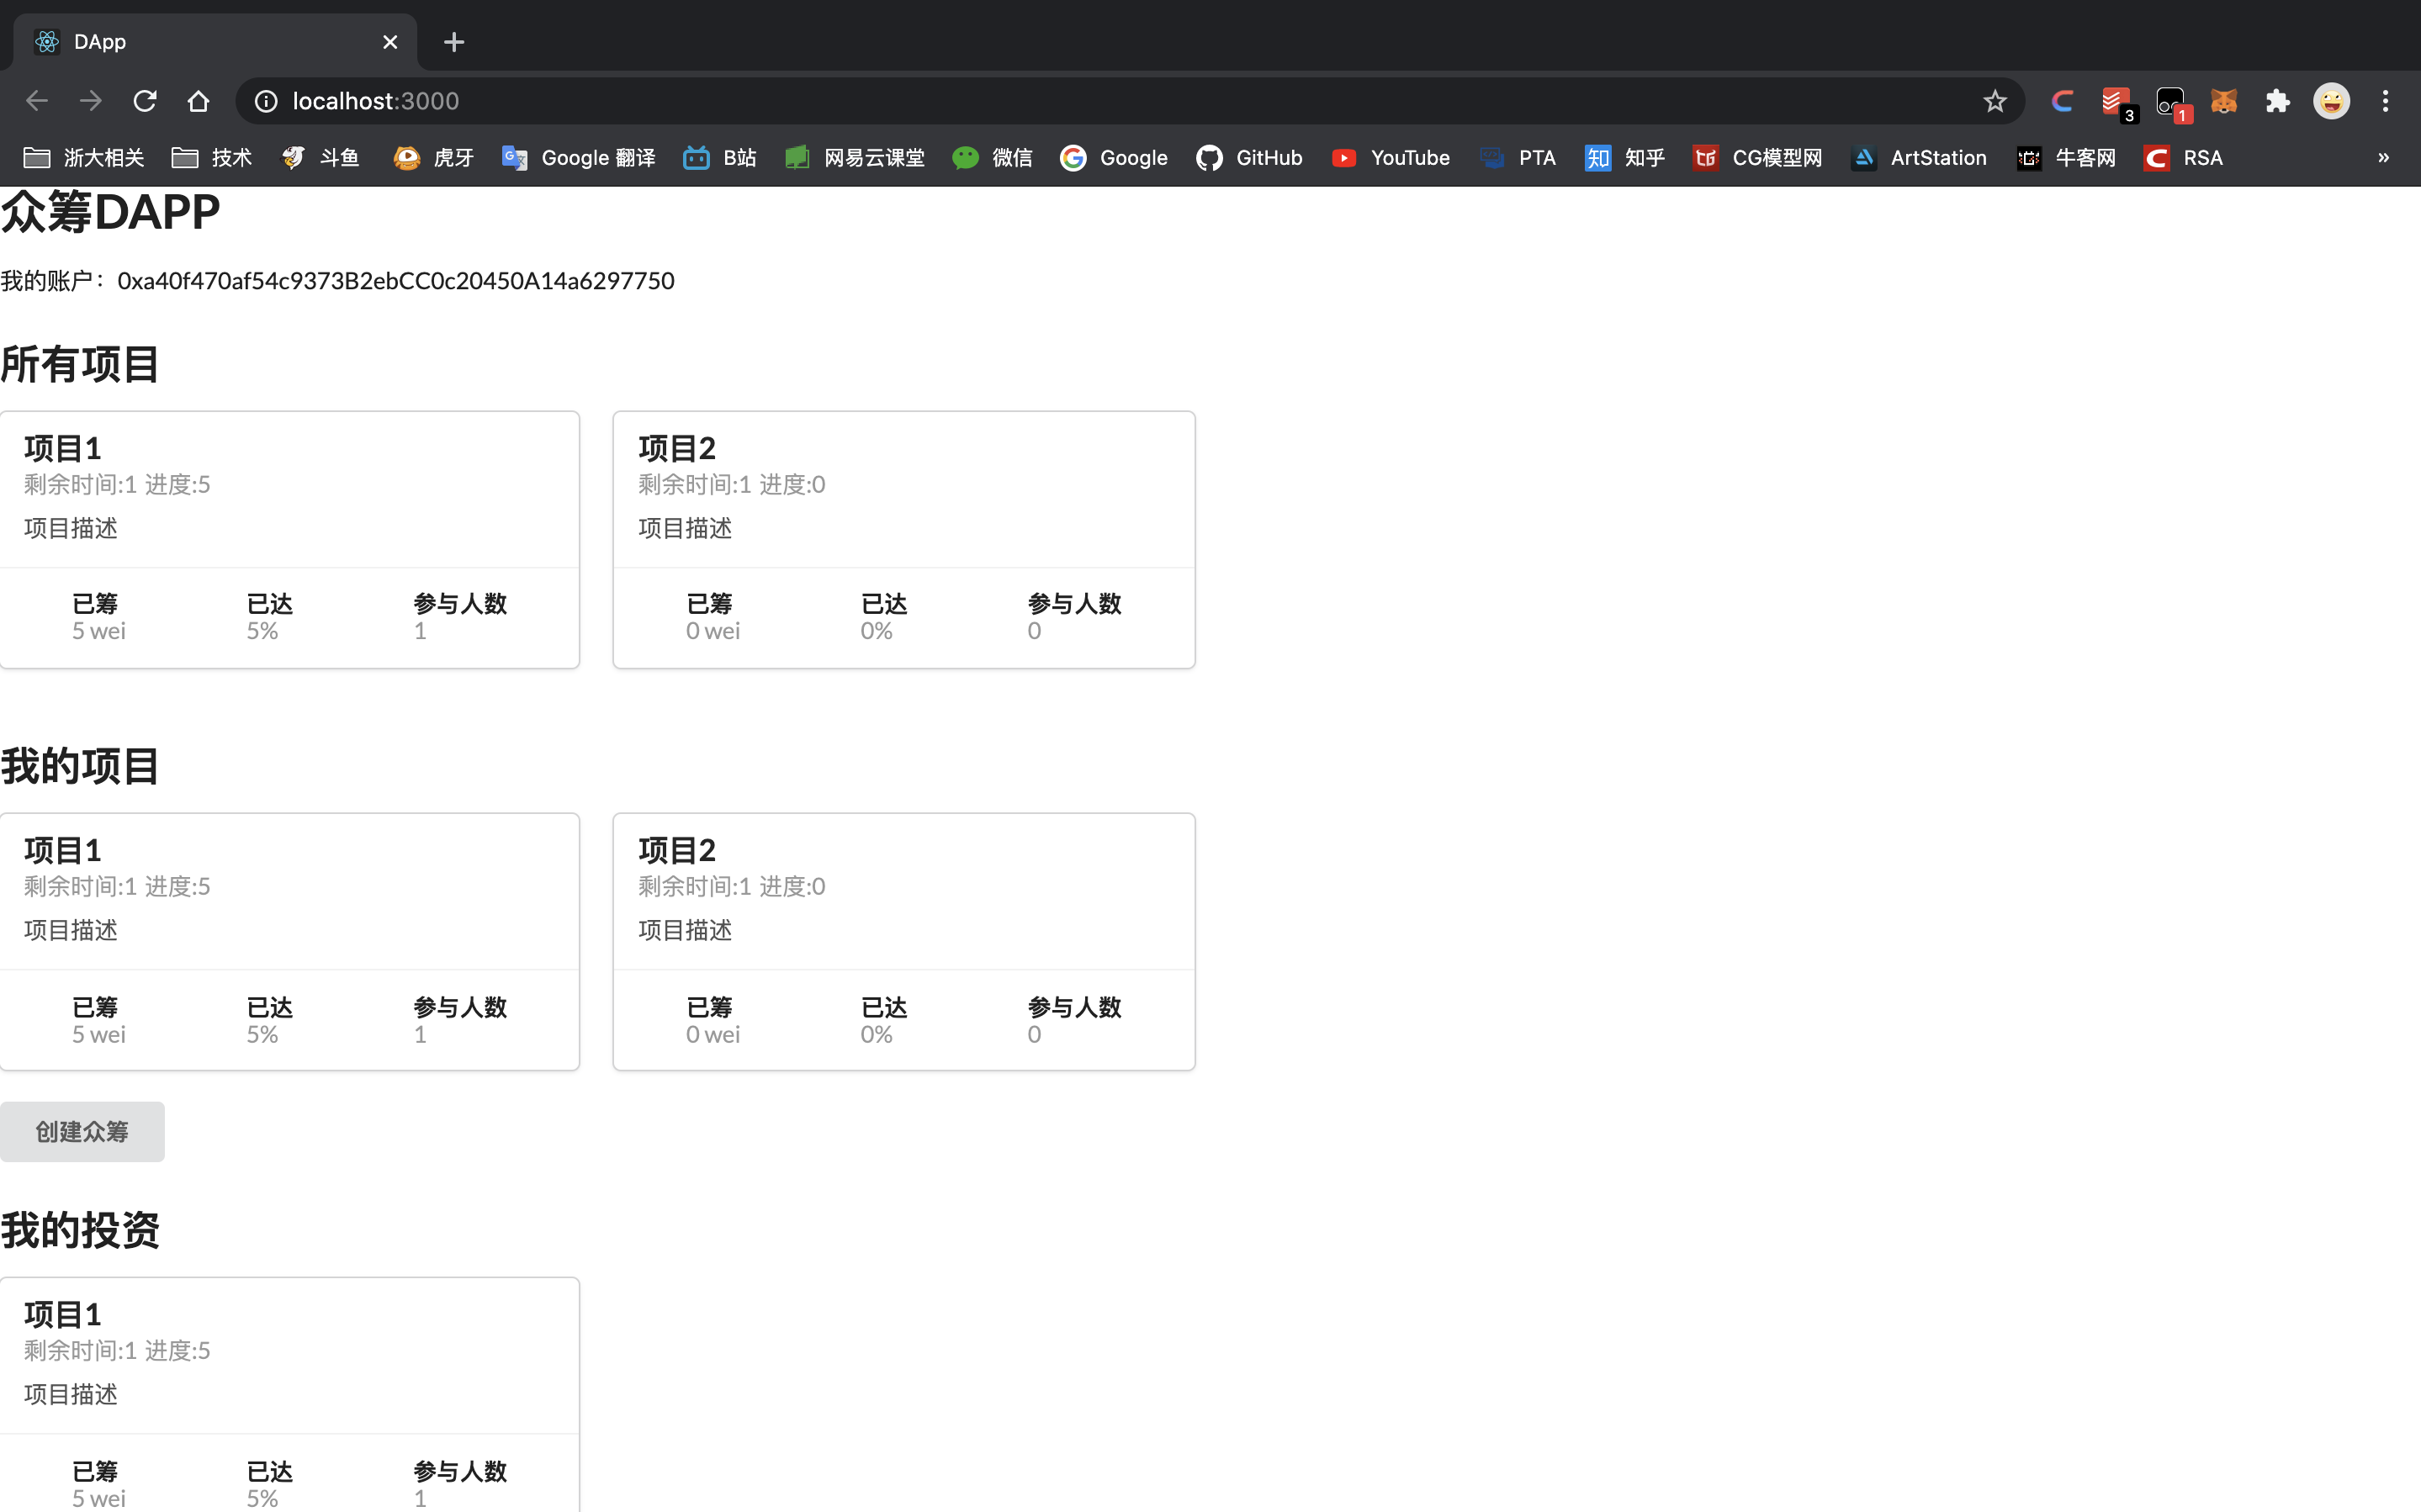 DApp
localhost:3000
3
1
浙大相关 技术 斗鱼 虎牙 Google 翻译 B站 网易云课堂 微信 Google GitHub YouTube PTA 知乎 CG模型网 ArtStation 牛客网 RSA »
众筹DAPP
我的账户：0xa40f470af54c9373B2ebCC0c20450A14a6297750
所有项目
项目1
剩余时间:1 进度:5
项目描述
已筹 已达 参与人数
5 wei 5% 1
项目2
剩余时间:1 进度:0
项目描述
已筹 已达 参与人数
0 wei 0% 0
我的项目
项目1
剩余时间:1 进度:5
项目描述
已筹 已达 参与人数
5 wei 5% 1
项目2
剩余时间:1 进度:0
项目描述
已筹 已达 参与人数
0 wei 0% 0
创建众筹
我的投资
项目1
剩余时间:1 进度:5
项目描述
已筹 已达 参与人数
5 wei 5% 1